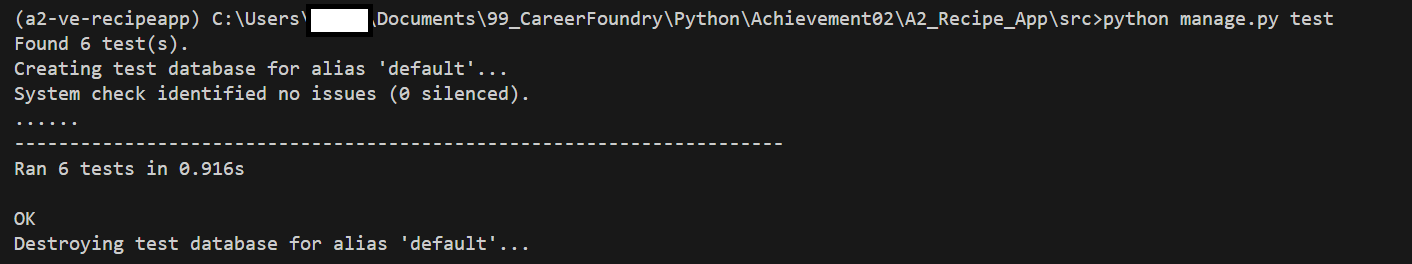 (a2-ve-recipeapp) C:\Users\ \Documents\99_CareerFoundry\Python\Achievement02\A2_Recipe_App\src>python manage.py test
Found 6 test(s).
Creating test database for alias 'default'...
System check identified no issues (0 silenced).
......
----------------------------------------------------------------------
Ran 6 tests in 0.916s
OK
Destroying test database for alias 'default'...